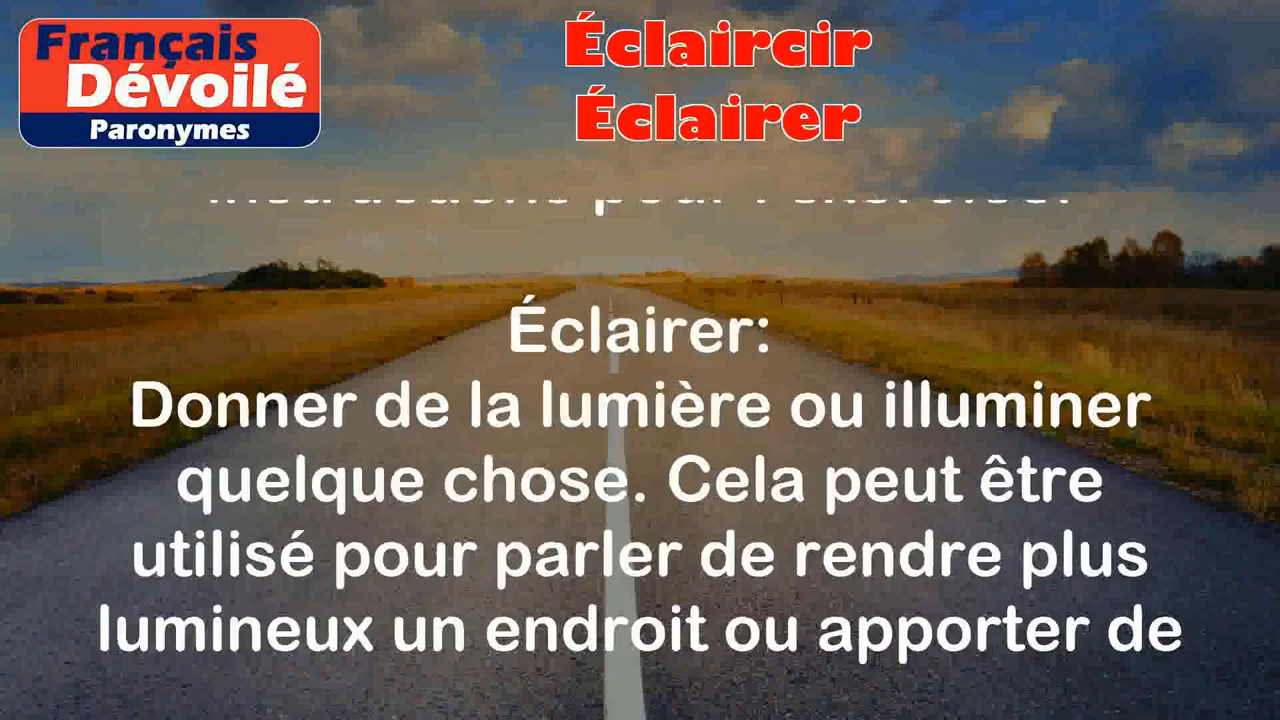 Français
Dévoilé
Paronymes
Éclaircir
Éclairer
Éclairer:
Donner de la lumière ou illuminer
quelque chose. Cela peut être
utilisé pour parler de rendre plus
lumineux un endroit ou apporter de